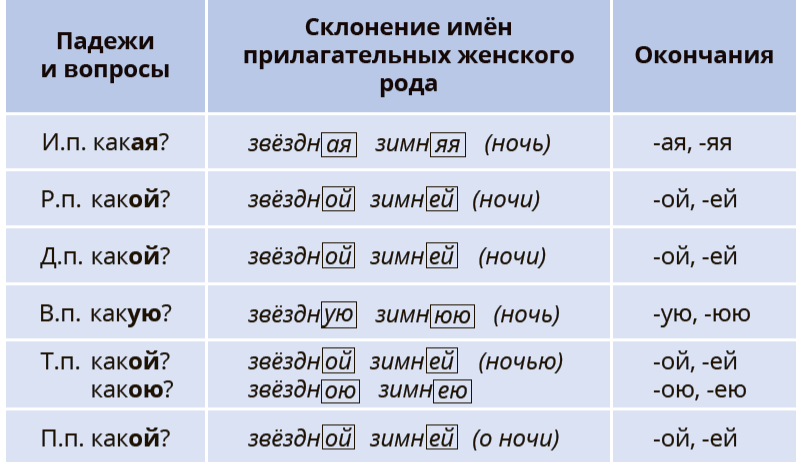 Падежи
и вопросы
Склонение имён
прилагательных женского
рода
Окончания
И.п. какая? звёздная зимняя (ночь) -ая, -яя
Р.п. какой? звёздной зимней (ночи) -ой, -ей
Д.п. какой? звёздной зимней (ночи) -ой, -ей
В.п. какую? звёздную зимнюю (ночь) -ую, -юю
Т.п. какой? звёздной зимней (ночью) -ой, -ей
какою? звёздною зимнею -ою, -ею
П.п. какой? звёздной зимней (о ночи) -ой, -ей